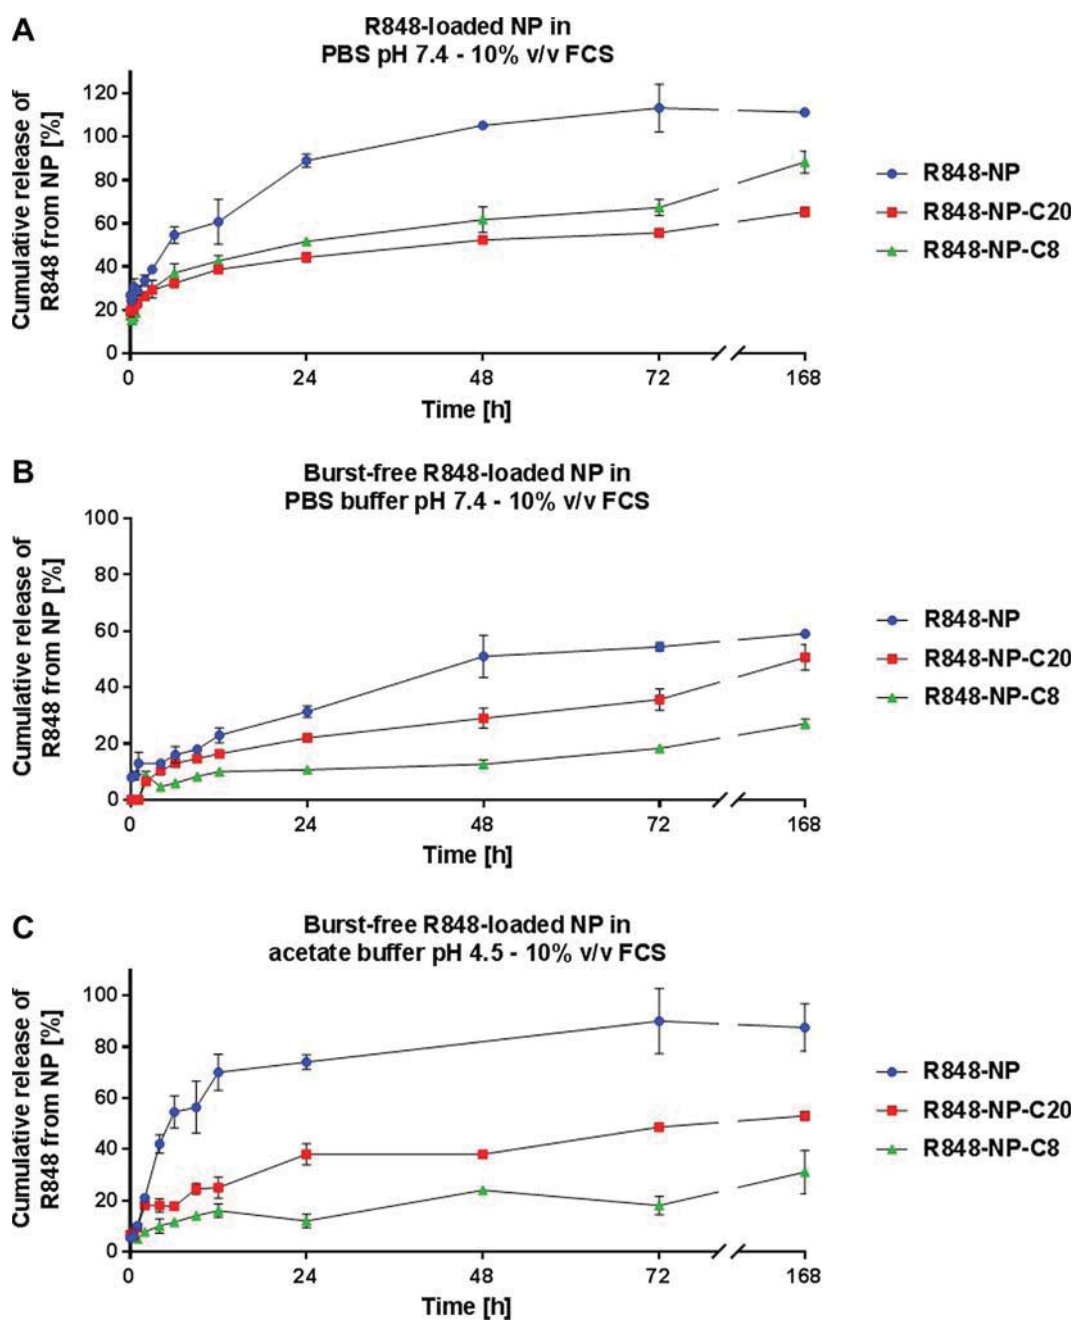 A
R848-loaded NP in
PBS pH 7.4 - 10% v/v FCS
Cumulative release of
R848 from NP [%]
120
100
80
60
40
20
0
0 24 48 72 168
Time [h]
R848-NP
R848-NP-C20
R848-NP-C8
B
Burst-free R848-loaded NP in
PBS buffer pH 7.4 - 10% v/v FCS
Cumulative release of
R848 from NP [%]
100
80
60
40
20
0
0 24 48 72 168
Time [h]
R848-NP
R848-NP-C20
R848-NP-C8
C
Burst-free R848-loaded NP in
acetate buffer pH 4.5 - 10% v/v FCS
Cumulative release of
R848 from NP [%]
100
80
60
40
20
0
0 24 48 72 168
Time [h]
R848-NP
R848-NP-C20
R848-NP-C8